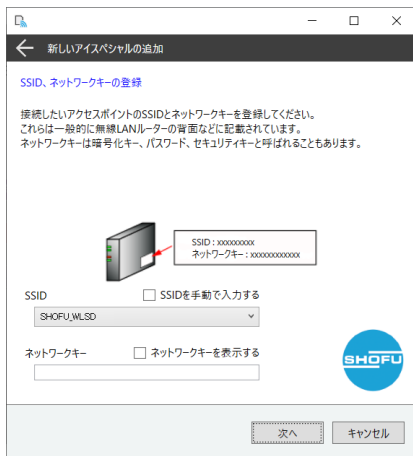 新しいアイスペシャルの追加
SSID、ネットワークキーの登録
接続したいアクセスポイントのSSIDとネットワークキーを登録してください。
これらは一般的に無線LANルーターの背面などに記載されています。
ネットワークキーは暗号化キー、パスワード、セキュリティキーと呼ばれることもあります。
SSID : xxxxxxxxx
ネットワークキー : xxxxxxxxxxxx
SSID
SSIDを手動で入力する
SHOFU_WLSD
ネットワークキー
ネットワークキーを表示する
SHOFU
次へ
キャンセル